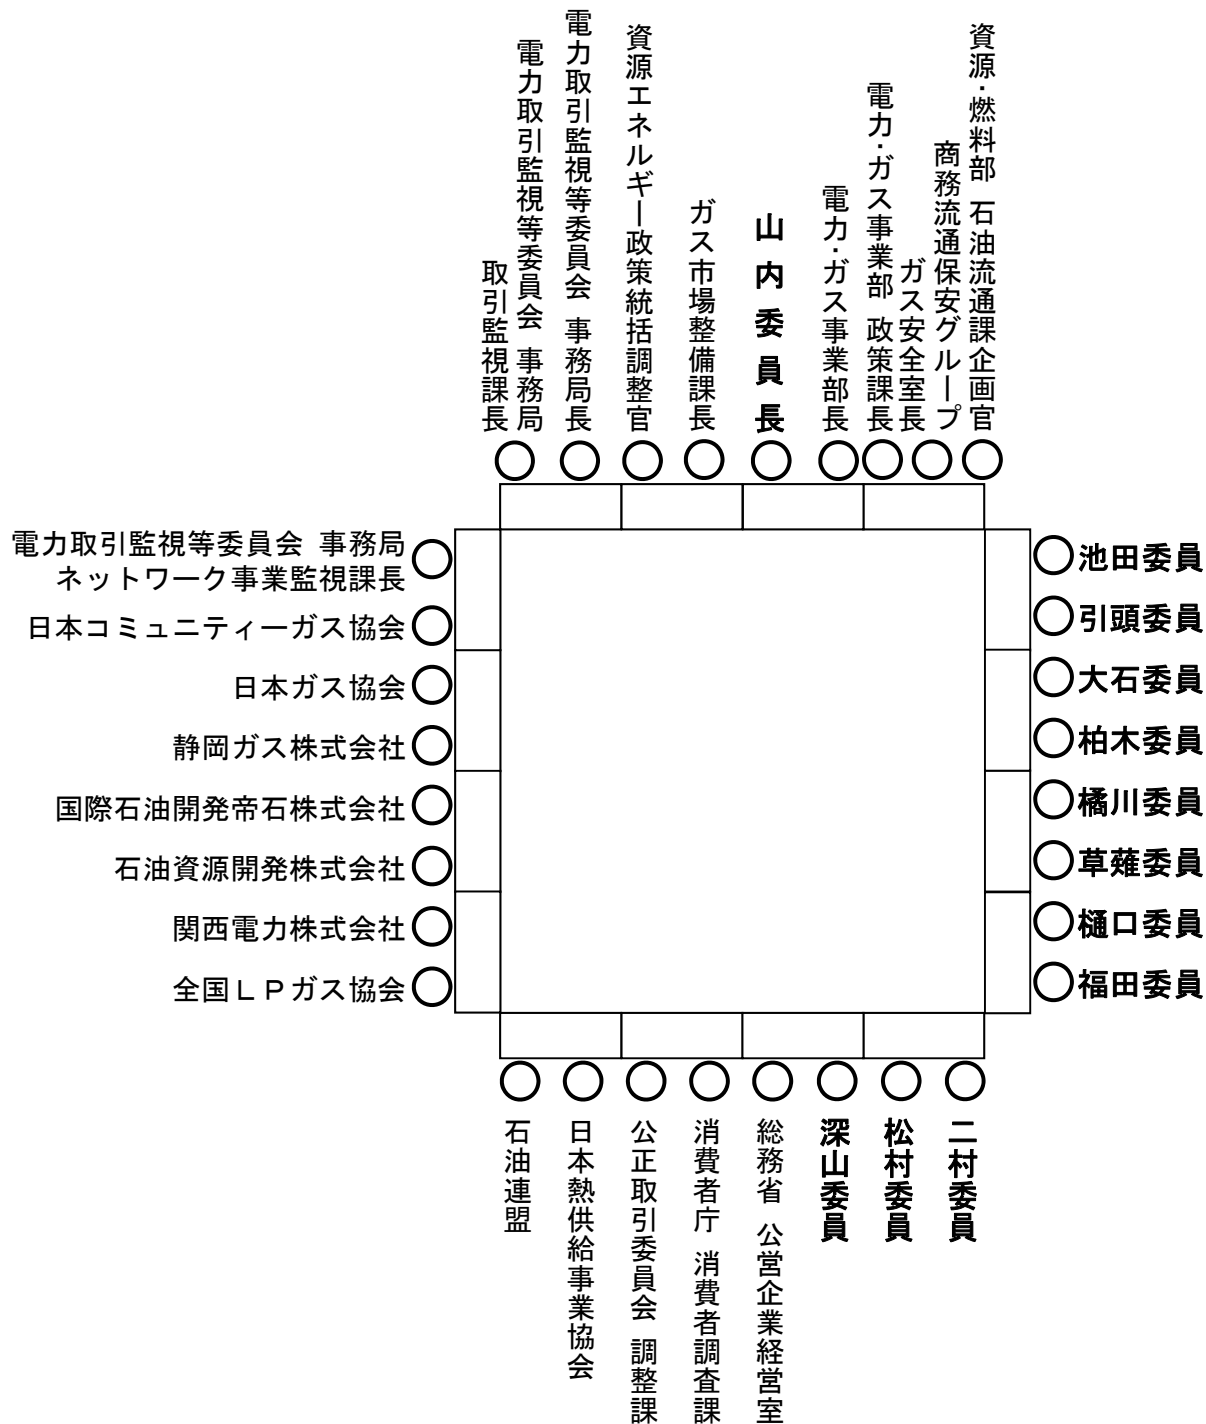 資源・燃料部 石油流通課企画官
商務流通保安グループ
ガス安全室長
電力・ガス事業部 政策課長
電力・ガス事業部長
山内委員長
ガス市場整備課長
資源エネルギー政策統括調整官
電力取引監視等委員会 事務局長
電力取引監視等委員会 事務局
取引監視課長
電力取引監視等委員会 事務局
ネットワーク事業監視課長
日本コミュニティーガス協会
日本ガス協会
静岡ガス株式会社
国際石油開発帝石株式会社
石油資源開発株式会社
関西電力株式会社
全国ＬＰガス協会
池田委員
引頭委員
大石委員
柏木委員
橘川委員
草薙委員
樋口委員
福田委員
二村委員
松村委員
深山委員
総務省 公営企業経営室
消費者庁 消費者調査課
公正取引委員会 調整課
日本熱供給事業協会
石油連盟